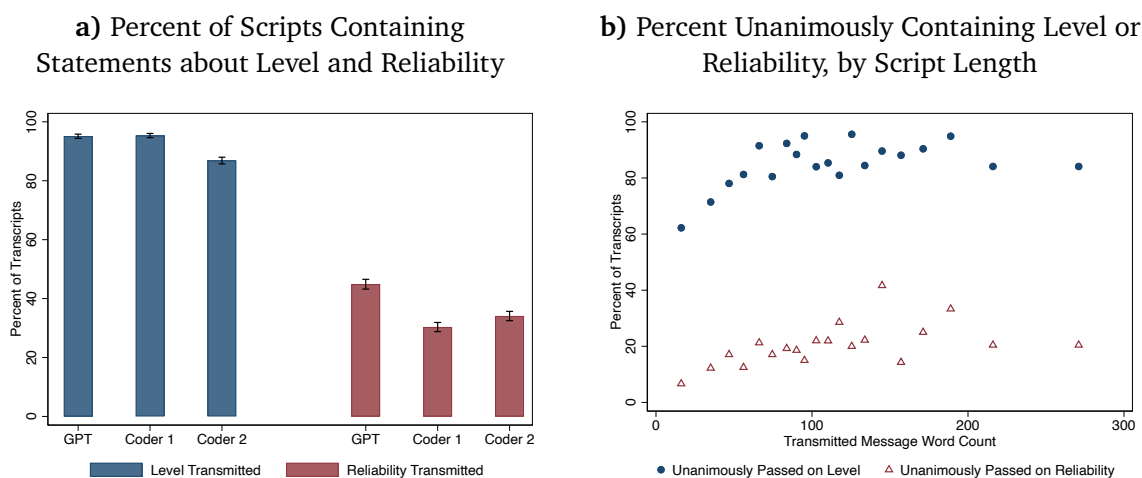 a) Percent of Scripts Containing
Statements about Level and Reliability
Percent of Transcripts
100
80
60
40
20
0
GPT
Coder 1
Coder 2
GPT
Coder 1
Coder 2
Level Transmitted
Reliability Transmitted
b) Percent Unanimously Containing Level or
Reliability, by Script Length
Percent of Transcripts
100
80
60
40
20
0
0
100
200
300
Transmitted Message Word Count
Unanimously Passed on Level
Unanimously Passed on Reliability